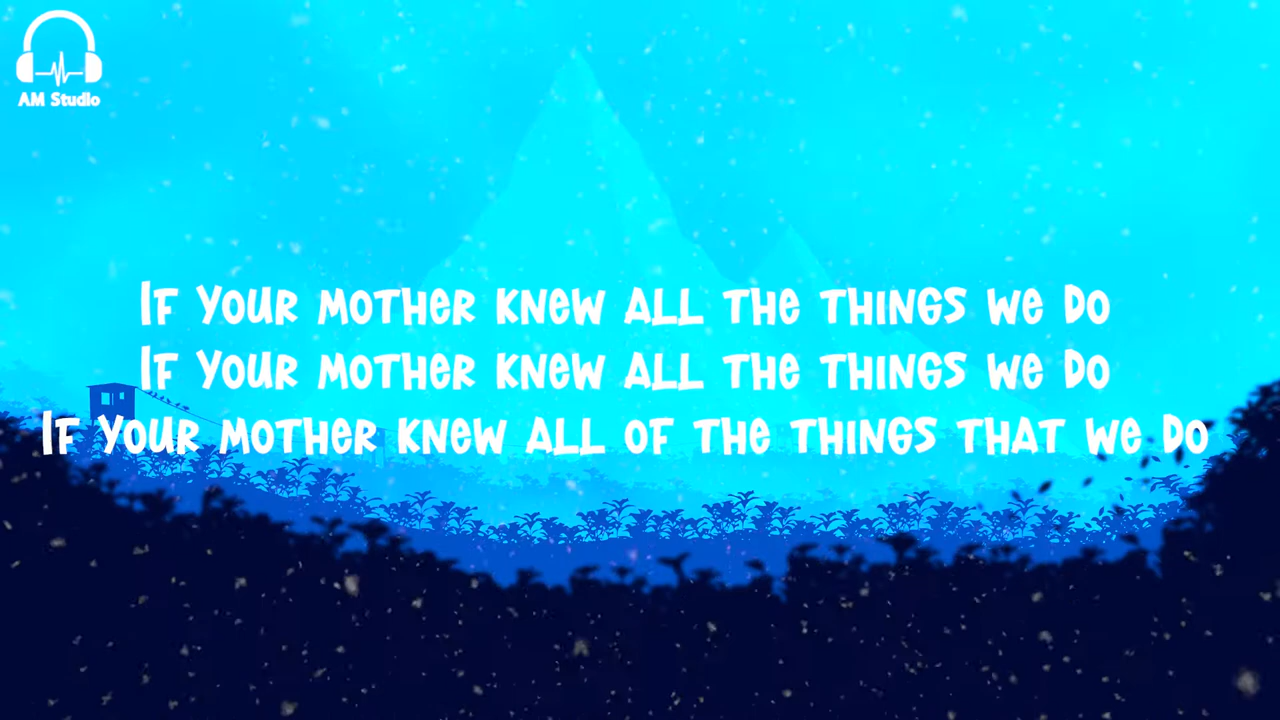 AM Studio
If your mother knew all the things we do
If your mother knew all the things we do
If your mother knew all of the things that we do